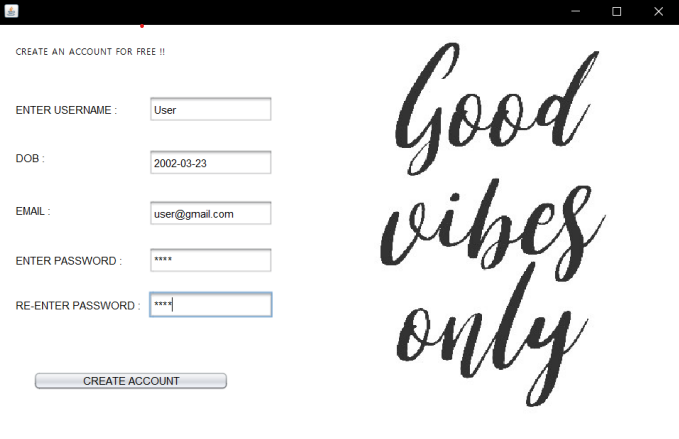 CREATE AN ACCOUNT FOR FREE !!
ENTER USERNAME : User
DOB : 2002-03-23
EMAIL : user@gmail.com
ENTER PASSWORD : ****
RE-ENTER PASSWORD : ****
CREATE ACCOUNT
Good
vibes
only